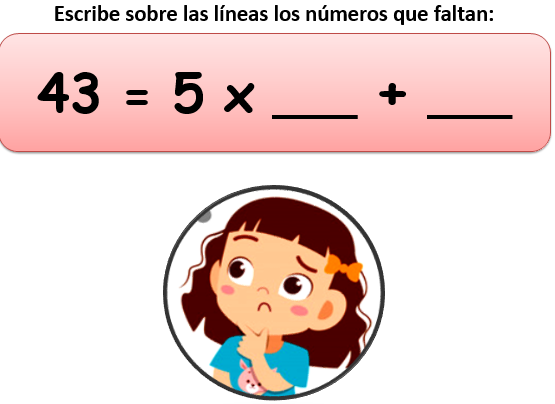 Escribe sobre las líneas los números que faltan:
43 = 5 x ___ + ___